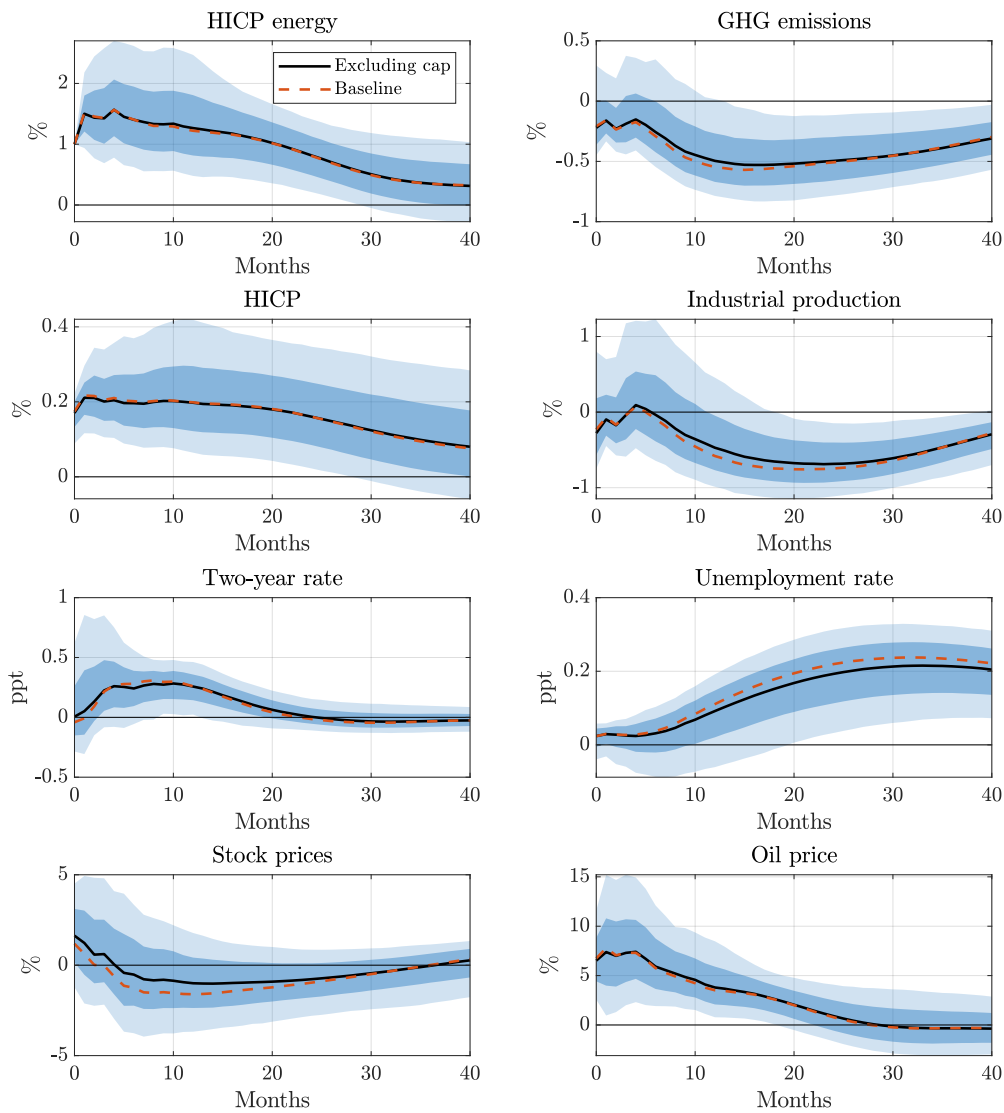 HICP energy
2
1
0
%
0 10 20 30 40
Months
Excluding cap
Baseline
GHG emissions
0.5
0
-0.5
-1
%
0 10 20 30 40
Months
HICP
0.4
0.2
0
%
0 10 20 30 40
Months
Industrial production
1
0
-1
%
0 10 20 30 40
Months
Two-year rate
1
0.5
0
-0.5
ppt
0 10 20 30 40
Months
Unemployment rate
0.4
0.2
0
ppt
0 10 20 30 40
Months
Stock prices
5
0
-5
%
0 10 20 30 40
Months
Oil price
15
10
5
0
%
0 10 20 30 40
Months